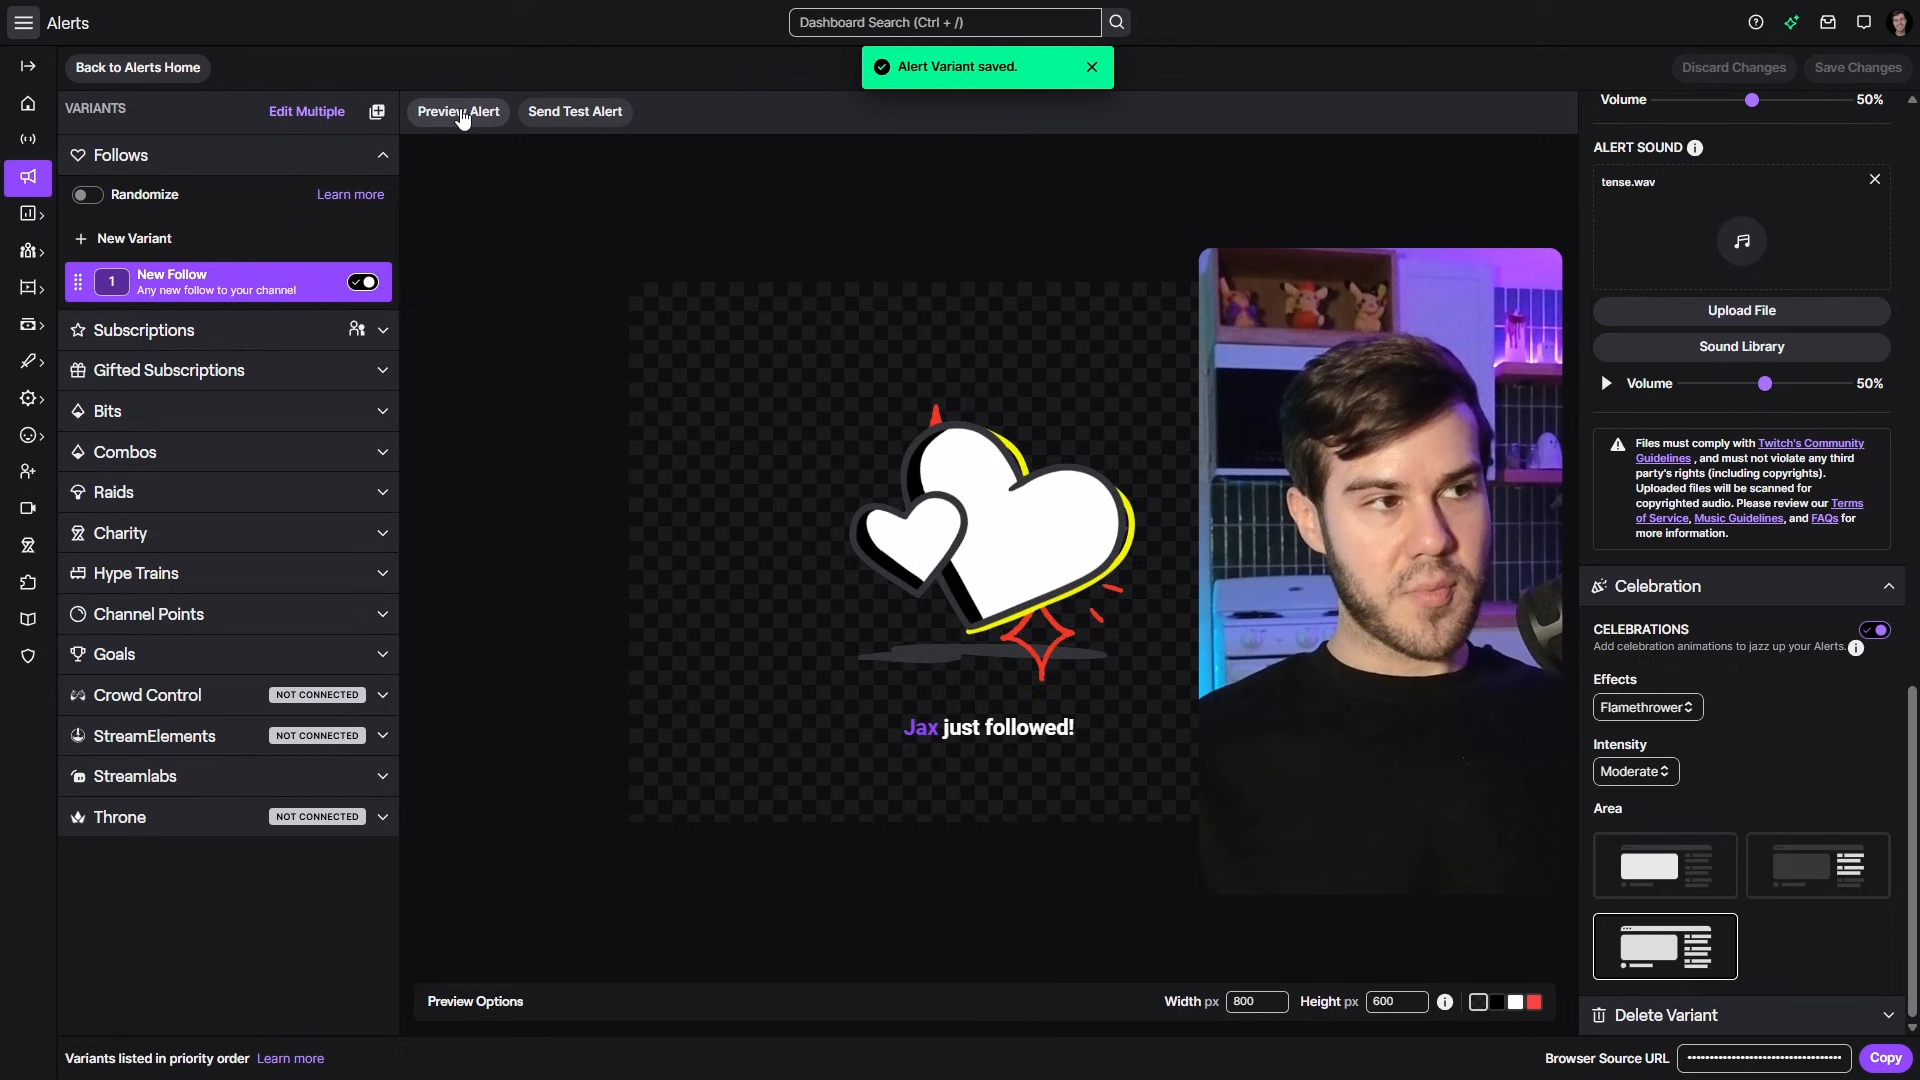 Alerts
Dashboard Search (Ctrl + /)
Back to Alerts Home
Alert Variant saved.
Discard Changes
Save Changes
VARIANTS
Edit Multiple
Preview Alert
Send Test Alert
Follows
Randomize
Learn more
New Variant
1
New Follow
Any new follow to your channel
Subscriptions
Gifted Subscriptions
Bits
Combos
Raids
Charity
Hype Trains
Channel Points
Goals
Crowd Control
NOT CONNECTED
StreamElements
NOT CONNECTED
Streamlabs
Throne
NOT CONNECTED
Jax just followed!
Preview Options
Width px
800
Height px
600
Volume
50%
ALERT SOUND
tense.wav
Upload File
Sound Library
Volume
50%
Files must comply with Twitch's Community
Guidelines , and must not violate any third
party's rights (including copyrights).
Uploaded files will be scanned for
copyrighted audio. Please review our Terms
of Service, Music Guidelines, and FAQs for
more information.
Celebration
CELEBRATIONS
Add celebration animations to jazz up your Alerts.
Effects
Flamethrower
Intensity
Moderate
Area
Delete Variant
Variants listed in priority order Learn more
Browser Source URL
Copy